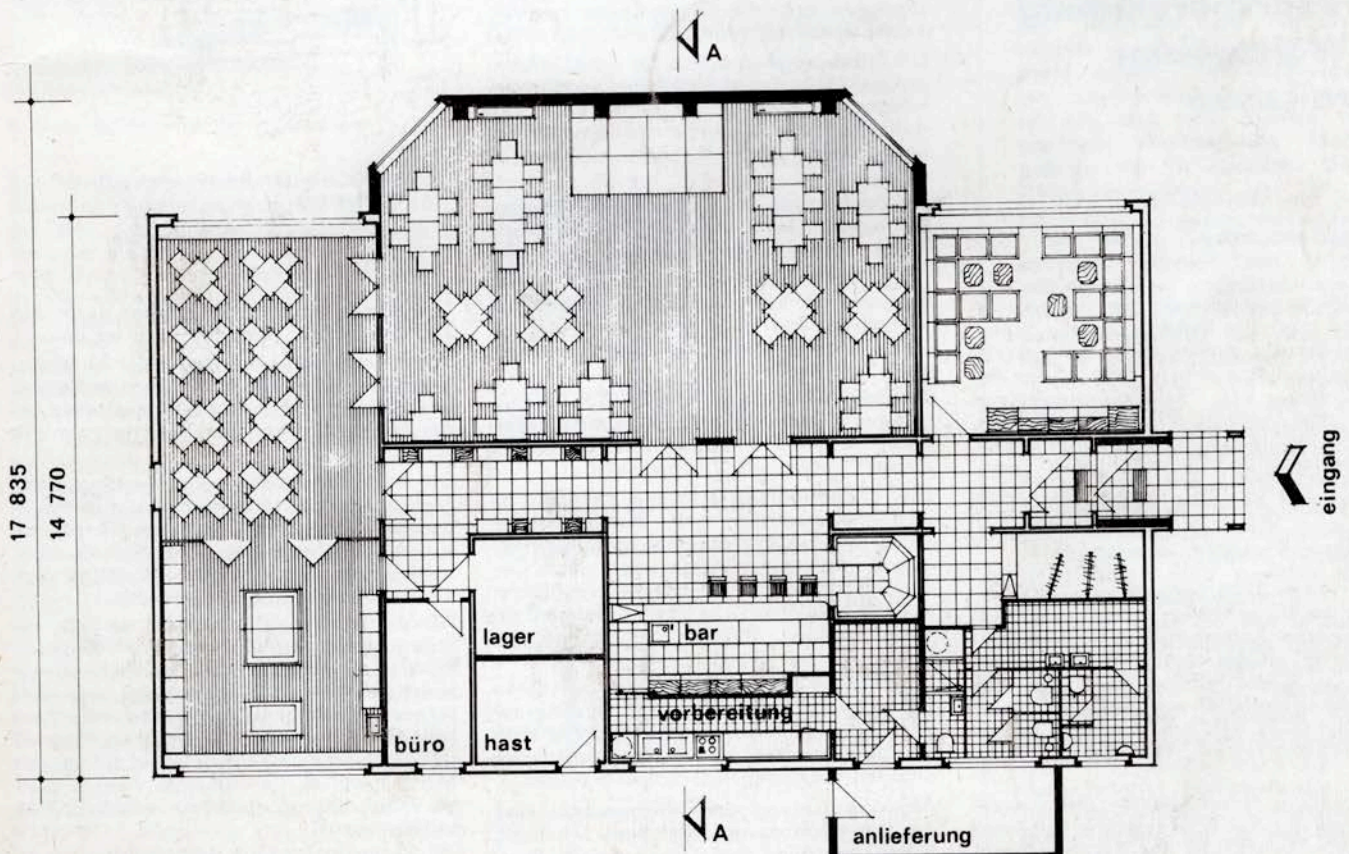 A
17 835
14 770
eingang
lager
bar
vorbereitung
büro
hast
A
anlieferung